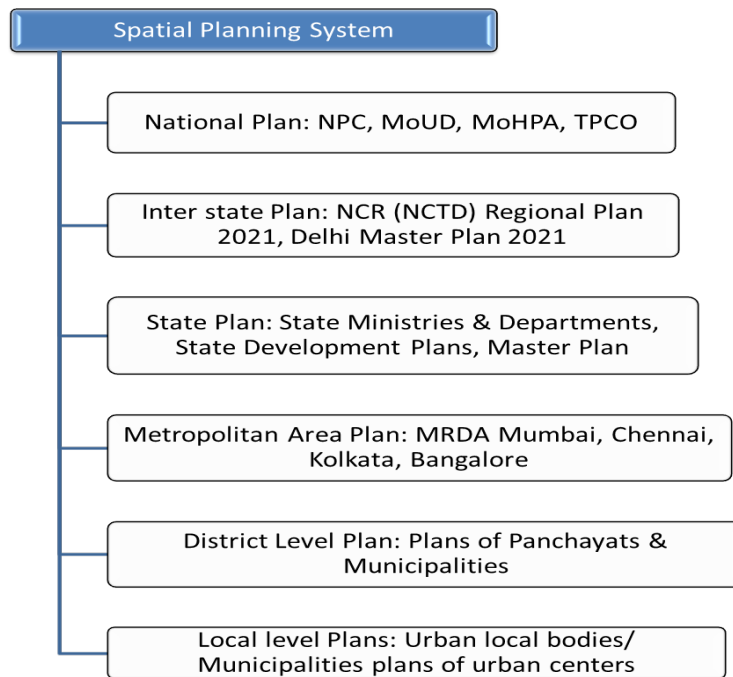 Spatial Planning System
National Plan: NPC, MoUD, MoHPA, TPCO
Inter state Plan: NCR (NCTD) Regional Plan
2021, Delhi Master Plan 2021
State Plan: State Ministries & Departments,
State Development Plans, Master Plan
Metropolitan Area Plan: MRDA Mumbai, Chennai,
Kolkata, Bangalore
District Level Plan: Plans of Panchayats &
Municipalities
Local level Plans: Urban local bodies/
Municipalities plans of urban centers